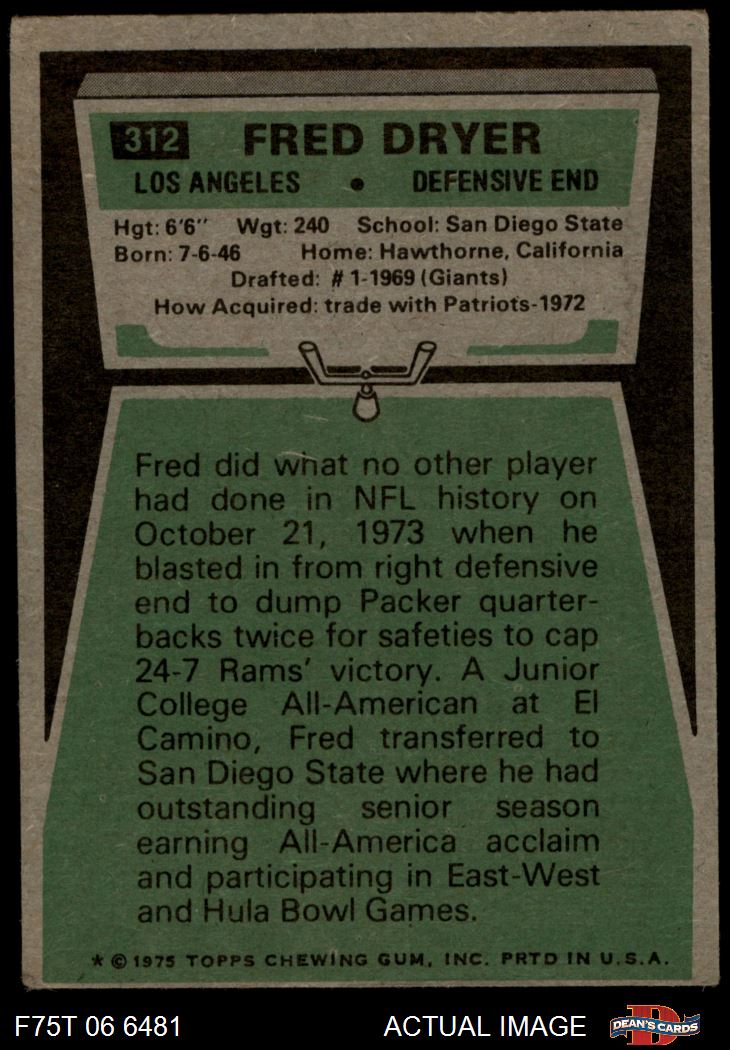 312 FRED DRYER
LOS ANGELES • DEFENSIVE END
Hgt: 6'6" Wgt: 240 School: San Diego State
Born: 7-6-46 Home: Hawthorne, California
Drafted: #1-1969 (Giants)
How Acquired: trade with Patriots-1972
Fred did what no other player
had done in NFL history on
October 21, 1973 when he
blasted in from right defensive
end to dump Packer quarter-
backs twice for safeties to cap
24-7 Rams' victory. A Junior
College All-American at El
Camino, Fred transferred to
San Diego State where he had
outstanding senior season
earning All-America acclaim
and participating in East-West
and Hula Bowl Games.
* © 1975 TOPPS CHEWING GUM, INC. PRTD IN U.S.A.
F75T 06 6481 ACTUAL IMAGE D DEAN'S CARDS